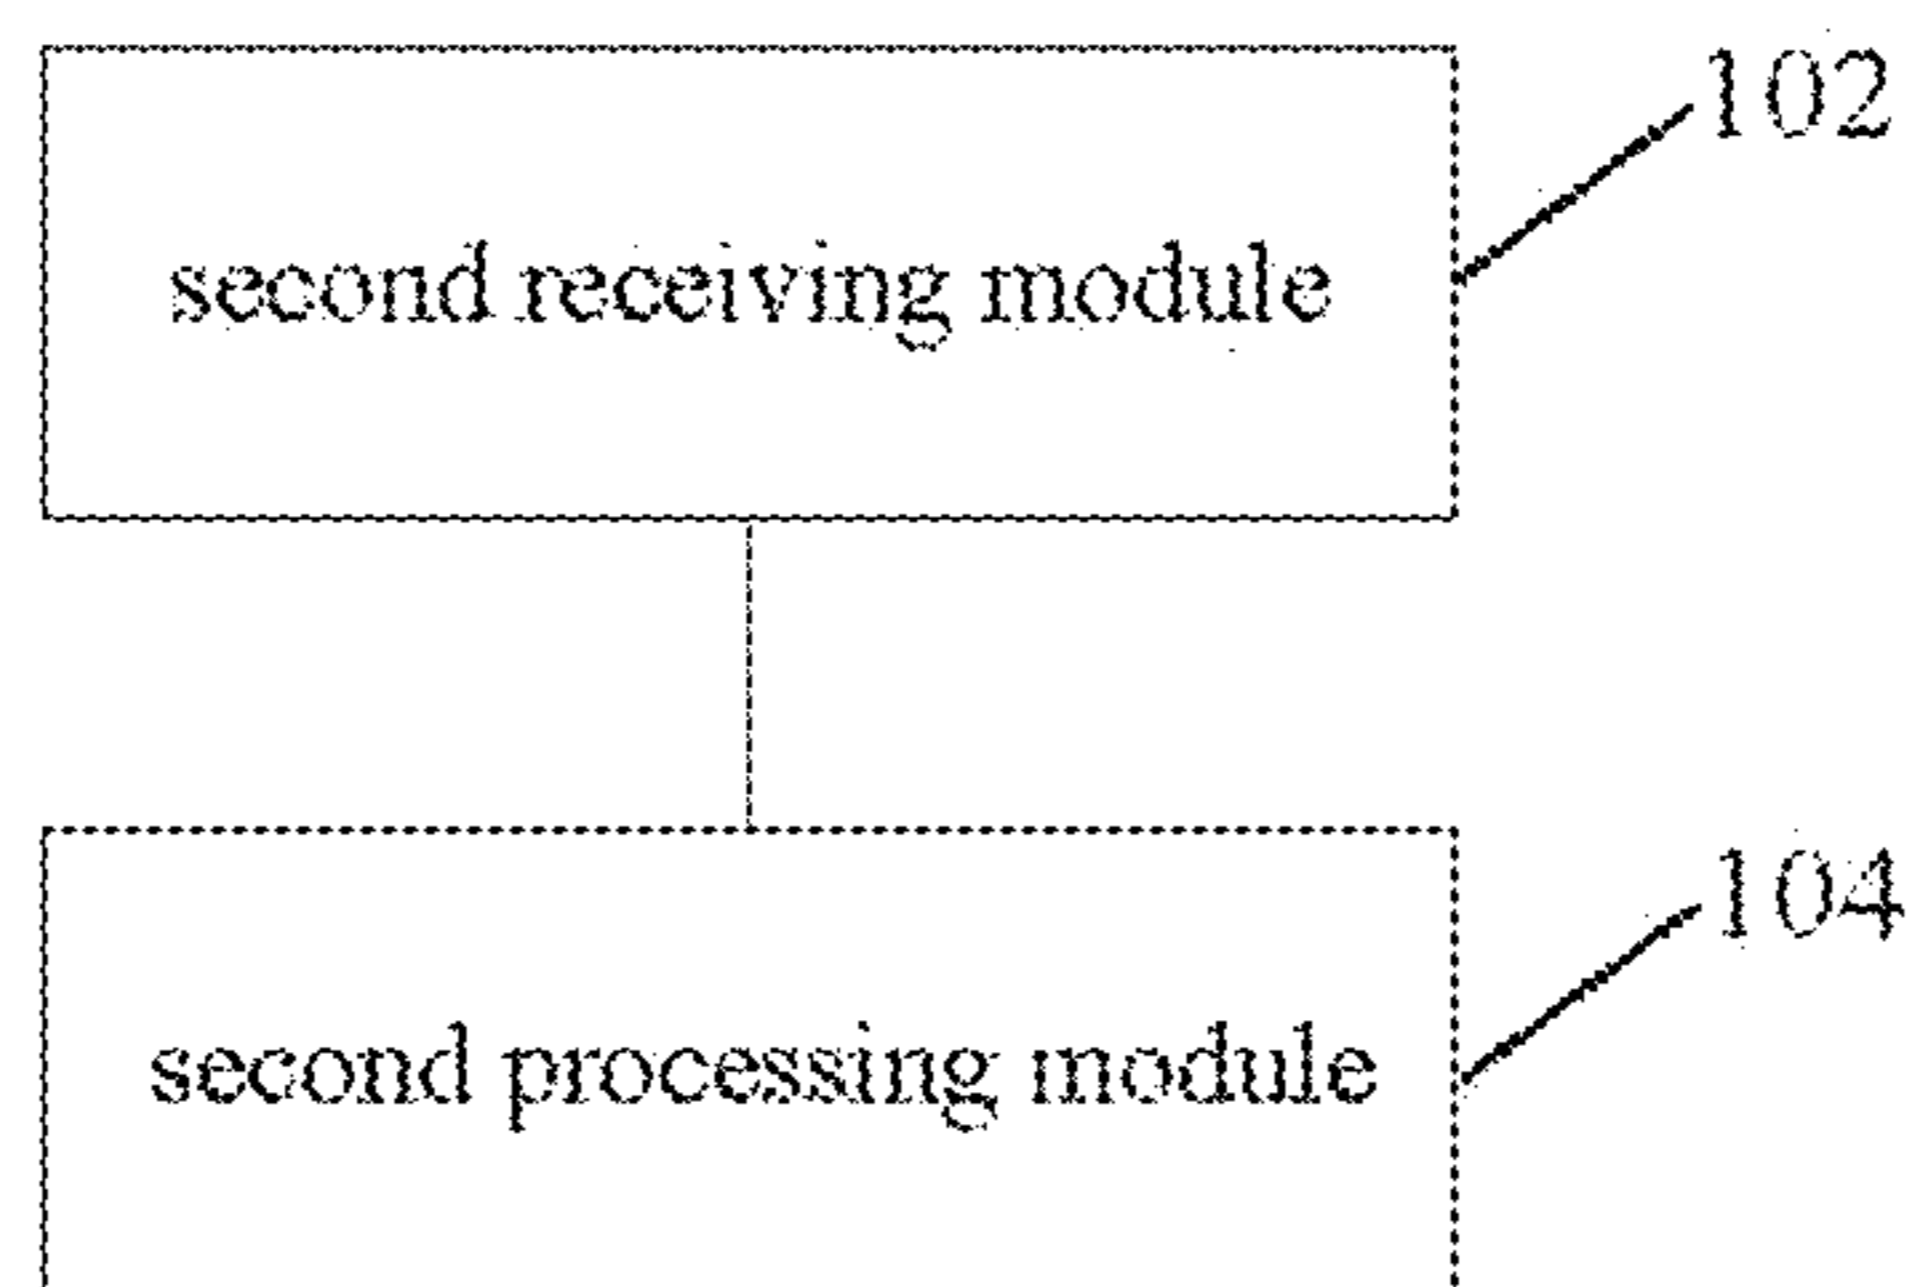 102
second receiving module
104
second processing module